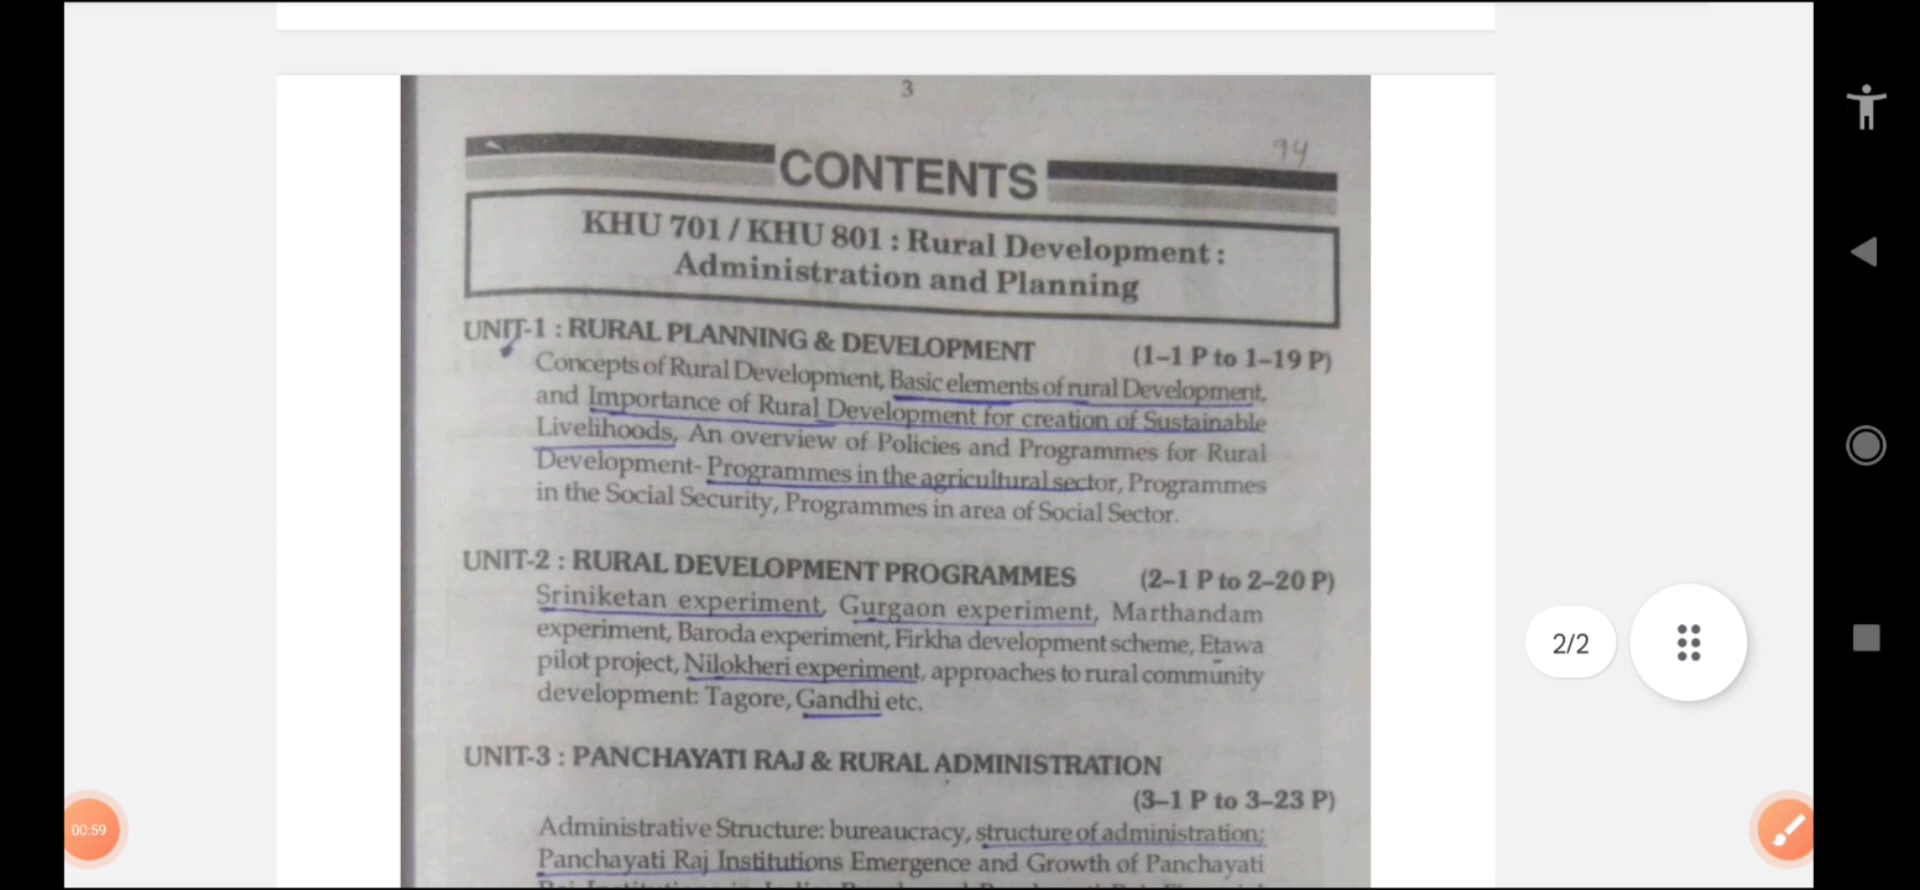 3
94
CONTENTS
KHU 701 / KHU 801 : Rural Development :
Administration and Planning
UNIT-1 : RURAL PLANNING & DEVELOPMENT (1–1 P to 1–19 P)
Concepts of Rural Development, Basic elements of rural Development,
and Importance of Rural Development for creation of Sustainable
Livelihoods, An overview of Policies and Programmes for Rural
Development- Programmes in the agricultural sector, Programmes
in the Social Security, Programmes in area of Social Sector.
UNIT-2 : RURAL DEVELOPMENT PROGRAMMES (2–1 P to 2–20 P)
Sriniketan experiment, Gurgaon experiment, Marthandam
experiment, Baroda experiment, Firkha development scheme, Etawa
pilot project, Nilokheri experiment, approaches to rural community
development: Tagore, Gandhi etc.
2/2
UNIT-3 : PANCHAYATI RAJ & RURAL ADMINISTRATION
(3–1 P to 3–23 P)
00:59
Administrative Structure: bureaucracy, structure of administration;
Panchayati Raj Institutions Emergence and Growth of Panchayati